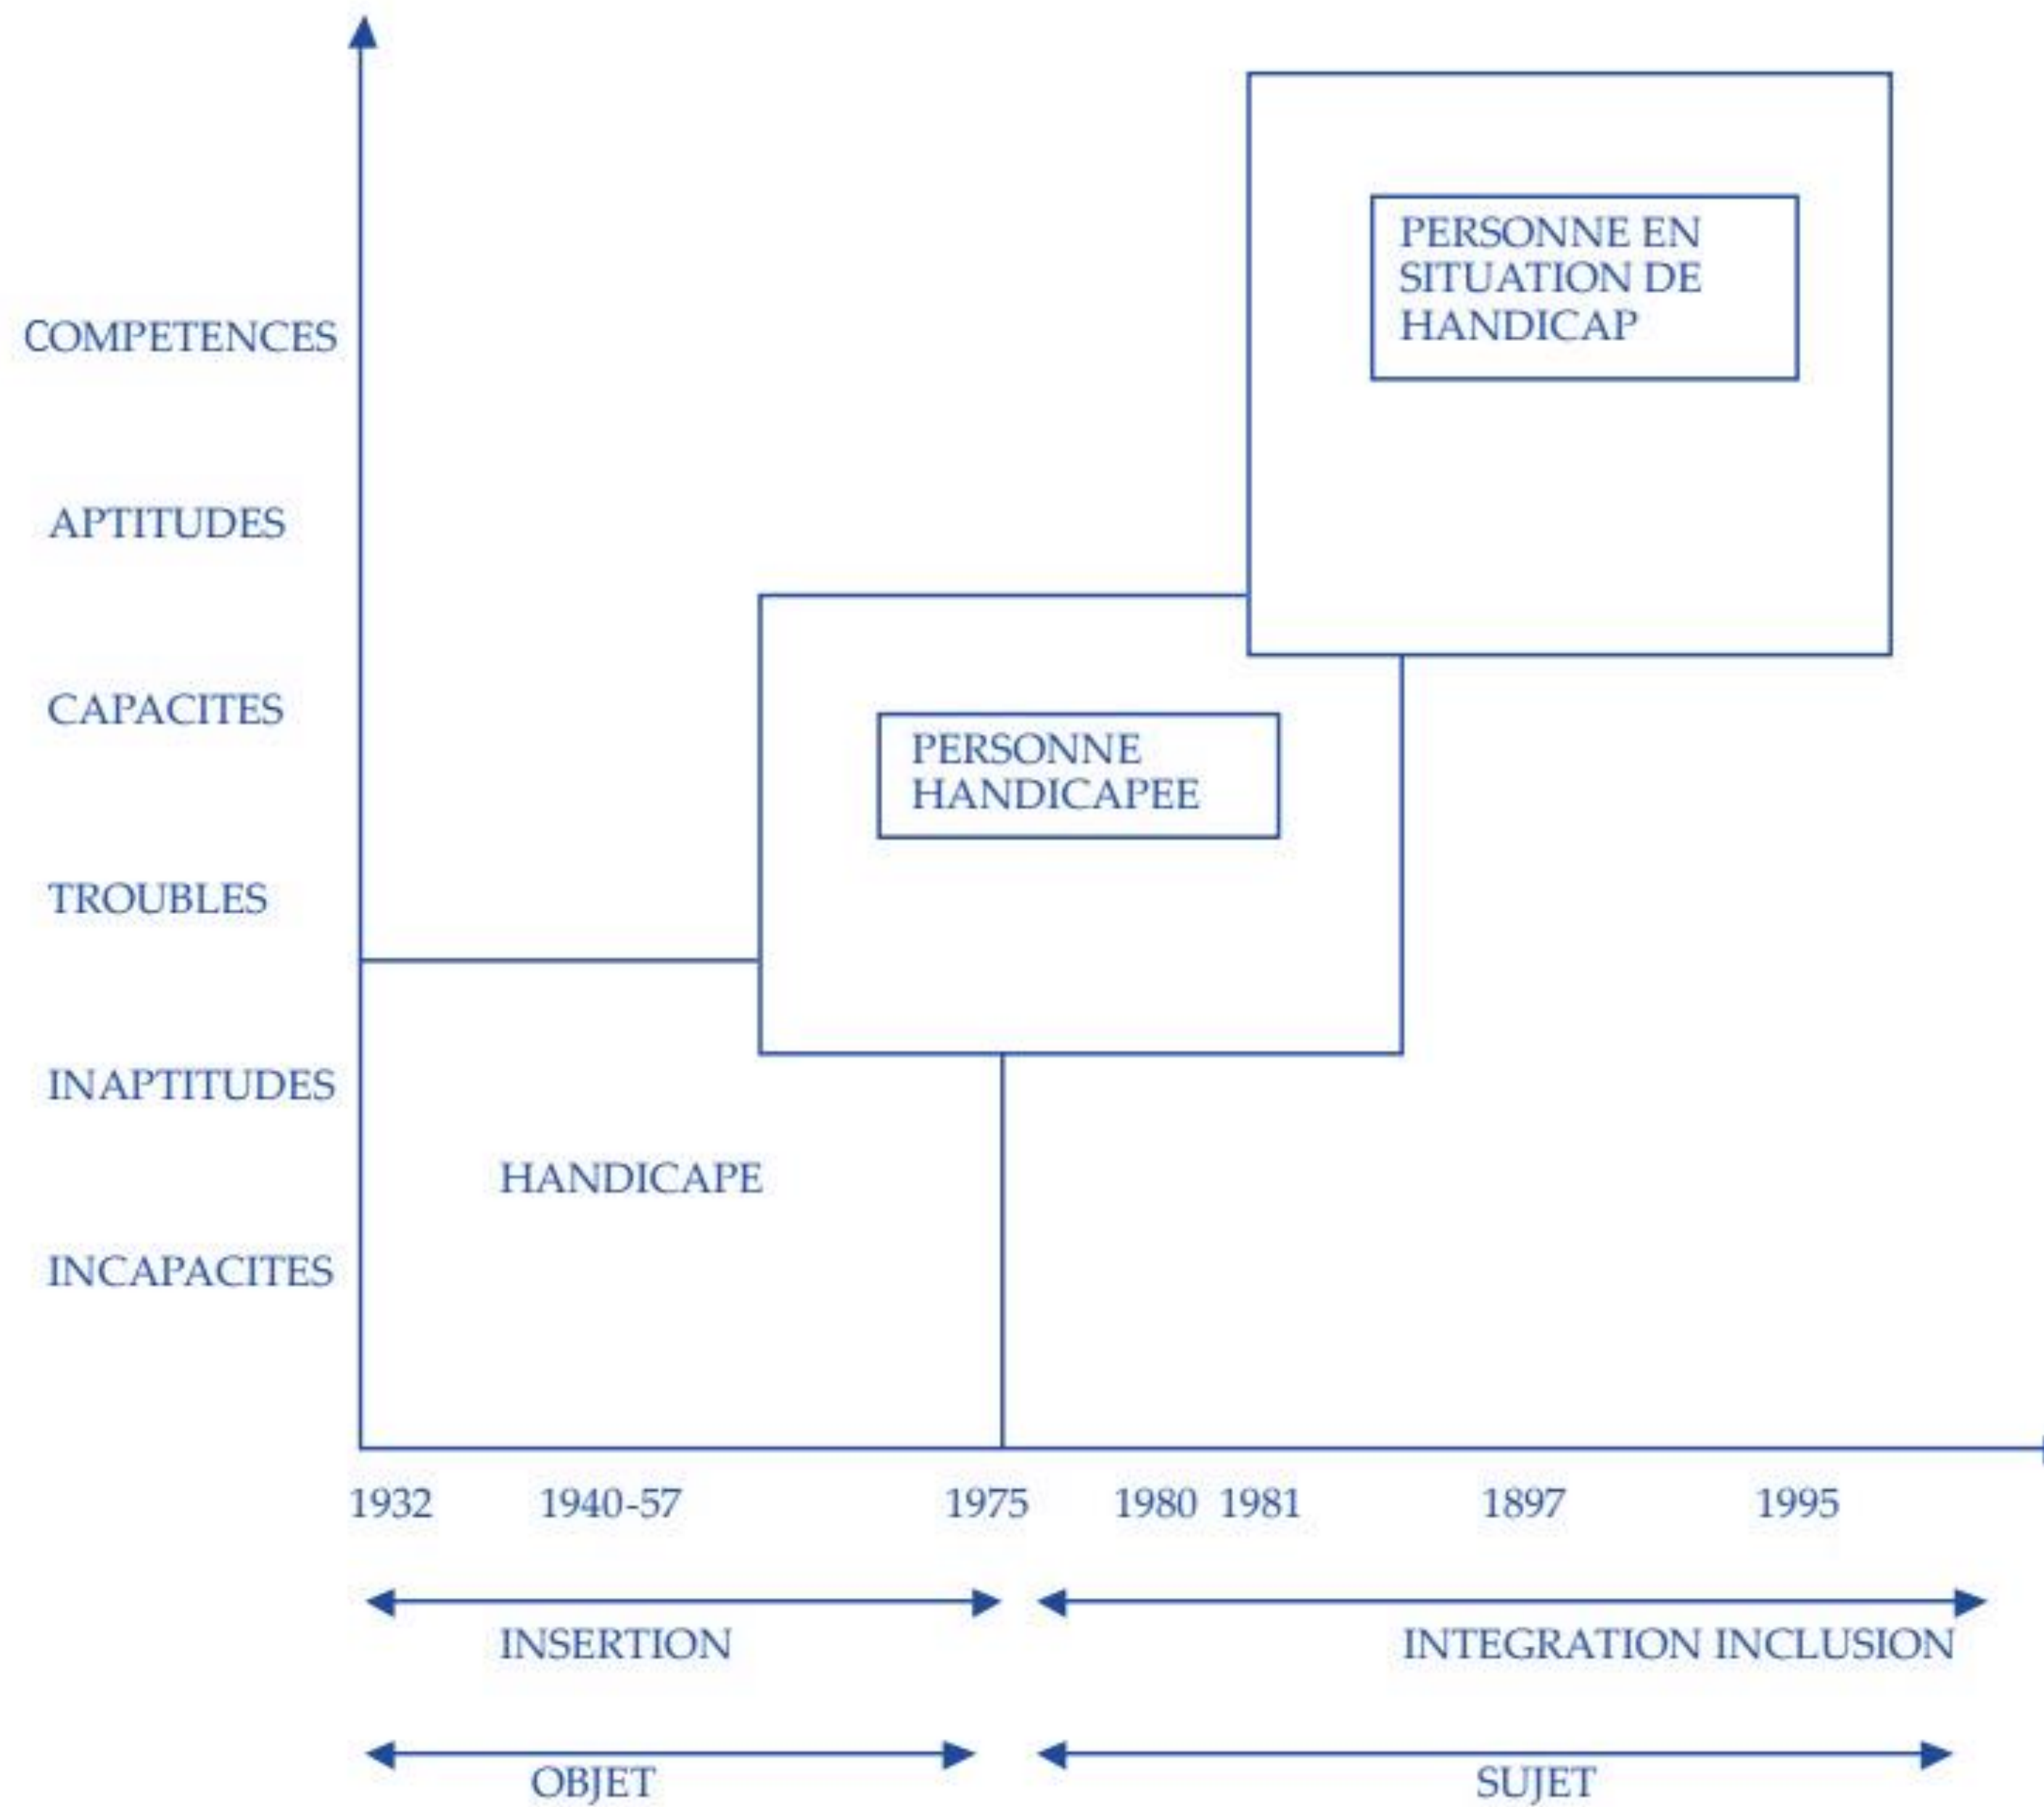 PERSONNE EN
SITUATION DE
HANDICAP
COMPETENCES
APTITUDES
CAPACITES
PERSONNE
HANDICAPEE
TROUBLES
INAPTITUDES
HANDICAPE
INCAPACITES
1932 1940-57 1975 1980 1981 1897 1995
INSERTION INTEGRATION INCLUSION
OBJET SUJET